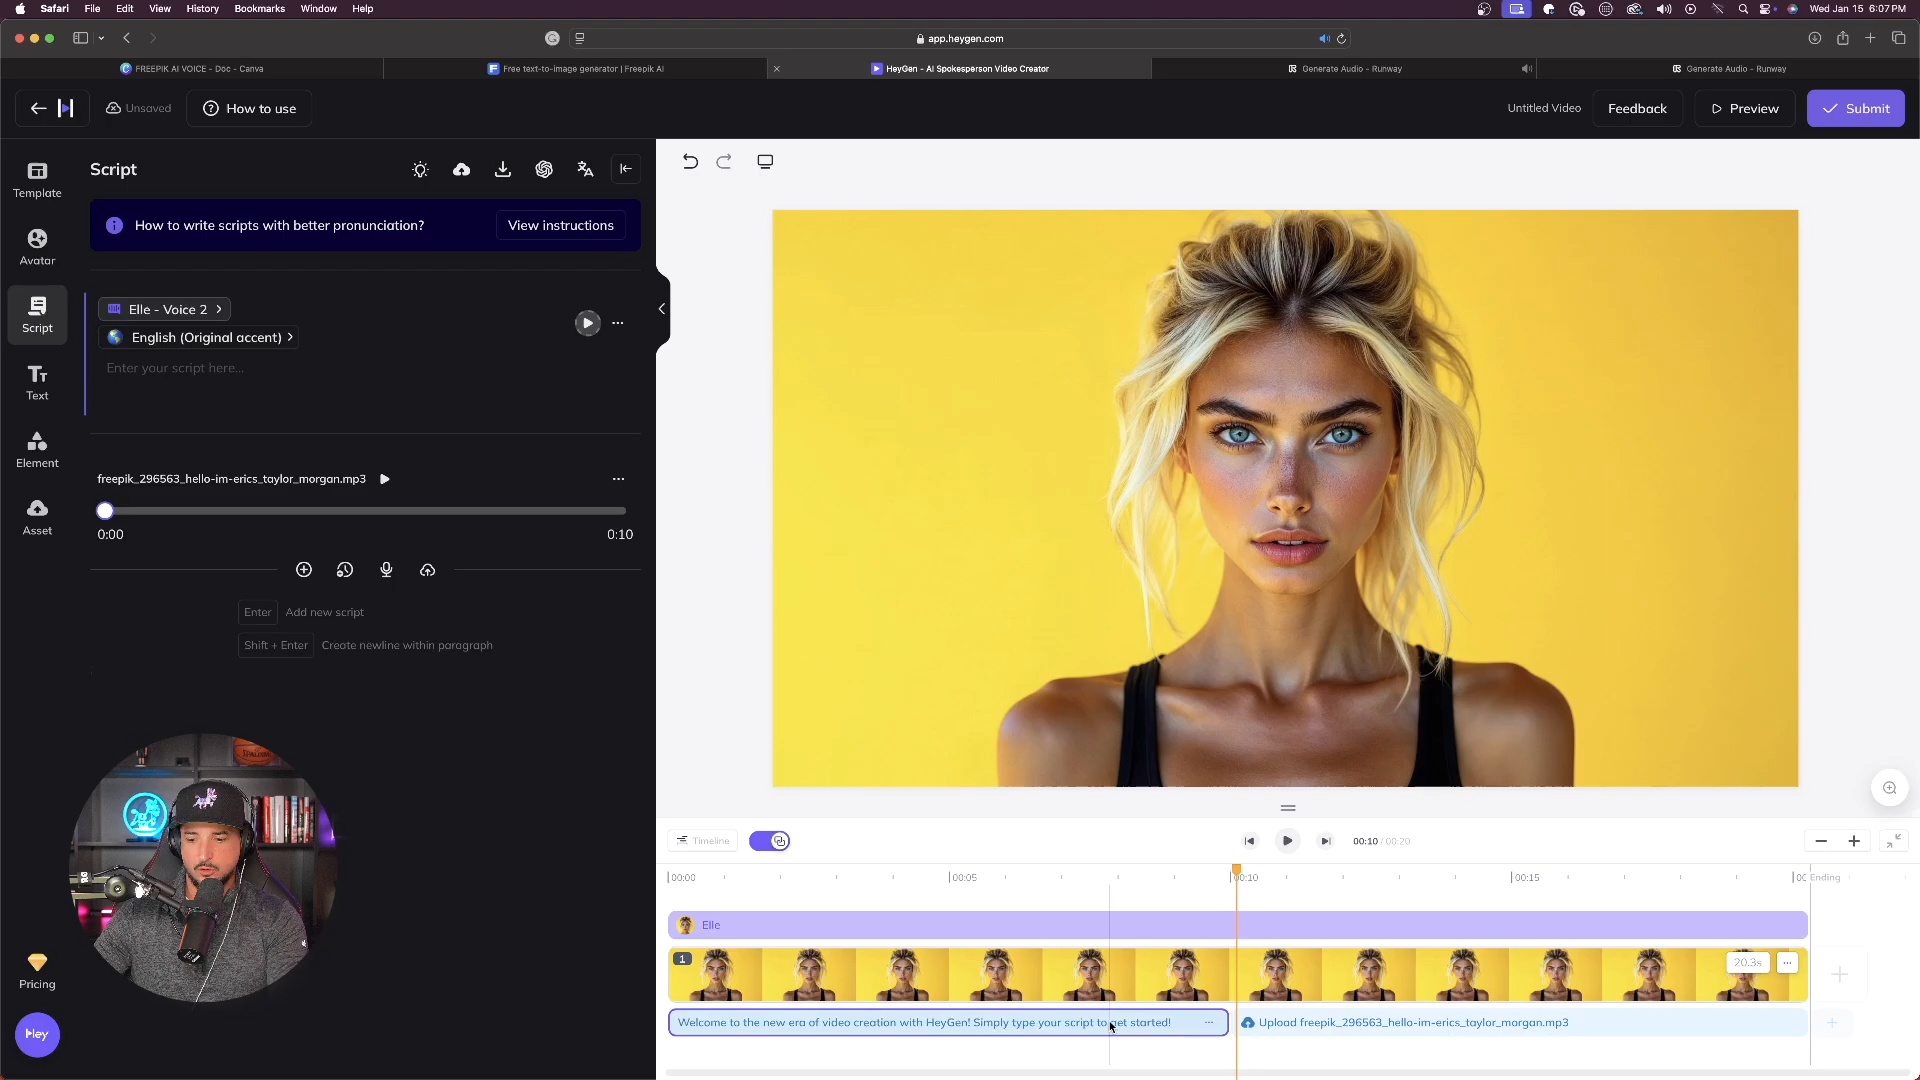 Safari File Edit View History Bookmarks Window Help Wed Jan 15 6:07 PM
app.heygen.com
FREEPIK AI VOICE - Doc - Canva
Free text-to-image generator | Freepik AI
HeyGen - AI Spokesperson Video Creator
Generate Audio - Runway
Generate Audio - Runway
Unsaved
How to use
Untitled Video
Feedback
Preview
Submit
Template
Avatar
Script
Text
Element
Asset
Pricing
Hey
Script
How to write scripts with better pronunciation?
View instructions
Elle - Voice 2
English (Original accent)
Enter your script here...
freepik_296563_hello-im-erics_taylor_morgan.mp3
0:00
0:10
Enter Add new script
Shift + Enter Create newline within paragraph
Timeline
00:10 / 00:20
00:00
00:05
00:10
00:15
Ending
Elle
1
20.3s
Welcome to the new era of video creation with HeyGen! Simply type your script to get started!
Upload freepik_296563_hello-im-erics_taylor_morgan.mp3